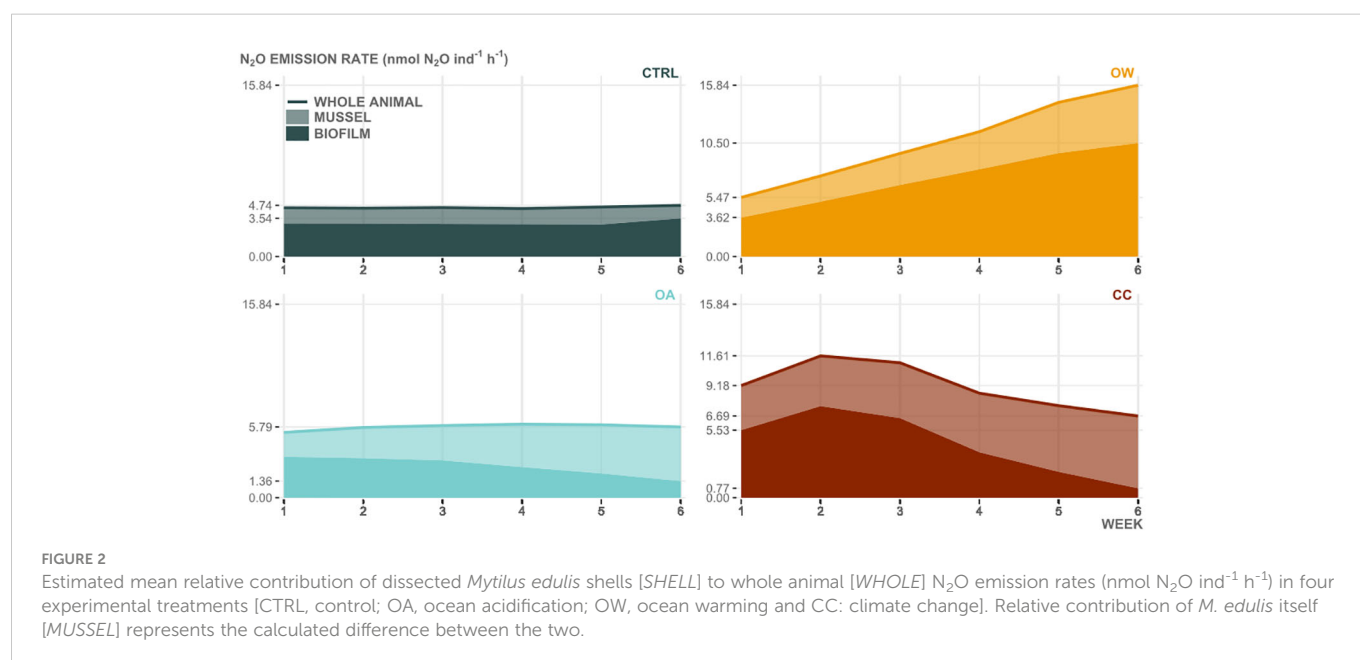 N₂O EMISSION RATE (nmol N₂O ind⁻¹ h⁻¹)
CTRL
15.84
WHOLE ANIMAL
MUSSEL
BIOFILM
4.74
3.54
0.00
1 2 3 4 5 6
OW
15.84
10.50
5.47
3.62
0.00
1 2 3 4 5 6
OA
15.84
5.79
1.36
0.00
1 2 3 4 5 6
CC
15.84
11.61
9.18
6.69
5.53
0.77
0.00
1 2 3 4 5 6
WEEK
FIGURE 2
Estimated mean relative contribution of dissected Mytilus edulis shells [SHELL] to whole animal [WHOLE] N₂O emission rates (nmol N₂O ind⁻¹ h⁻¹) in four
experimental treatments [CTRL, control; OA, ocean acidification; OW, ocean warming and CC: climate change]. Relative contribution of M. edulis itself
[MUSSEL] represents the calculated difference between the two.